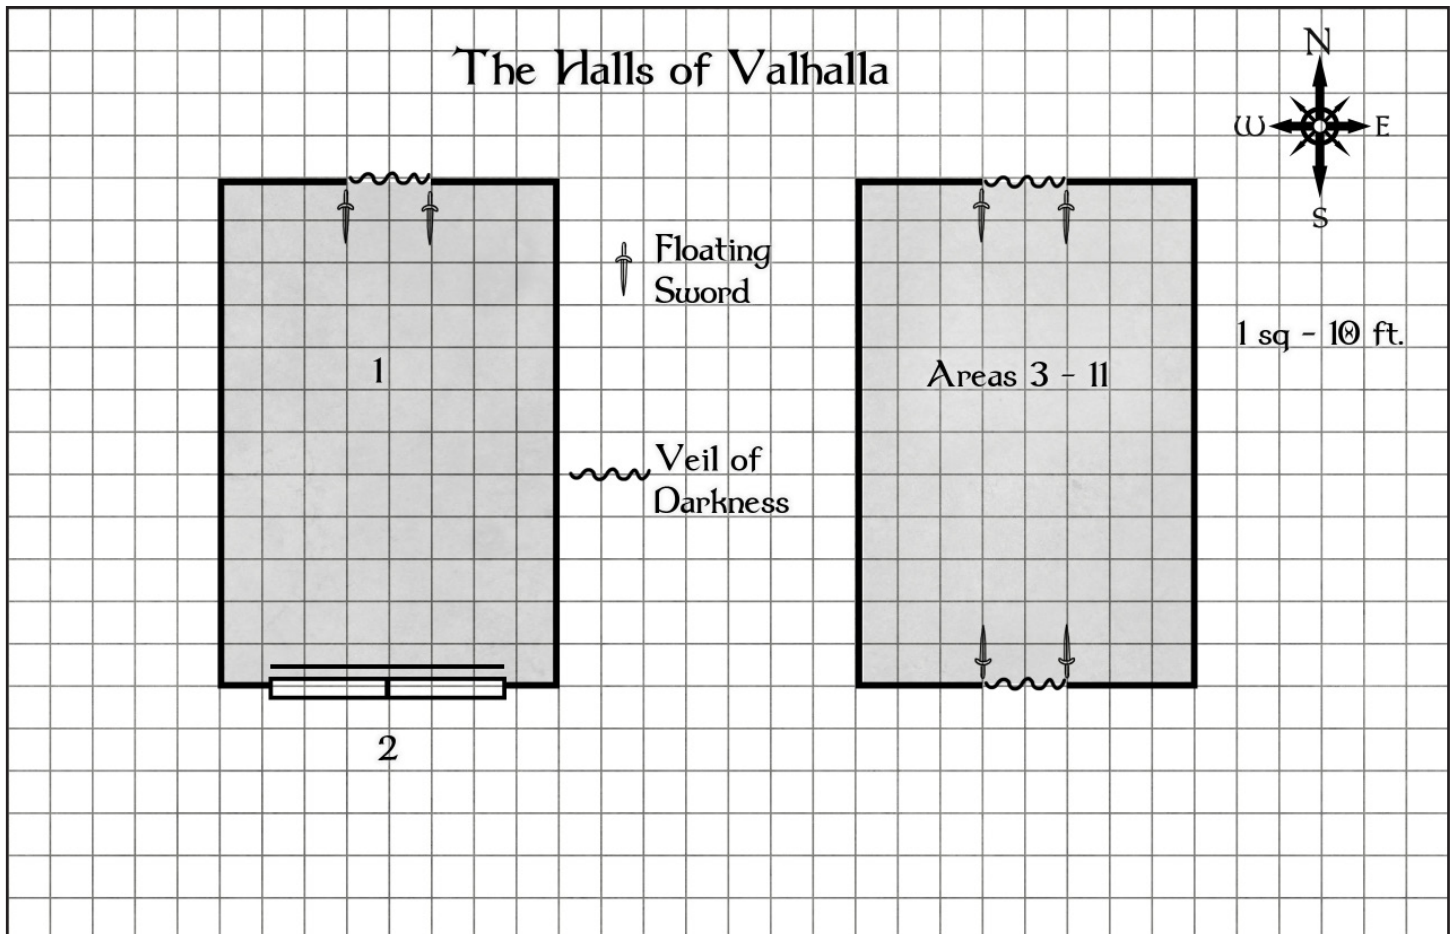 The Halls of Valhalla
N
W
E
S
Floating
Sword
1 sq - 10 ft.
1
Areas 3 - 11
Veil of
Darkness
2